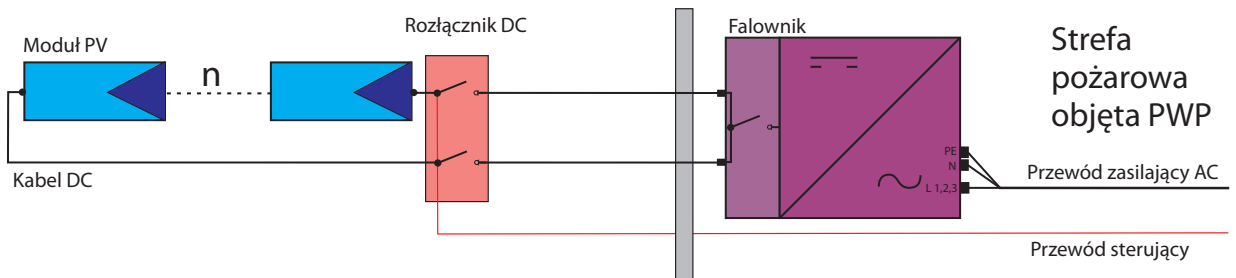 Moduł PV
n
Rozłącznik DC
Falownik
Strefa
pożarowa
objęta PWP
PE
N
L 1,2,3
Kabel DC
Przewód zasilający AC
Przewód sterujący